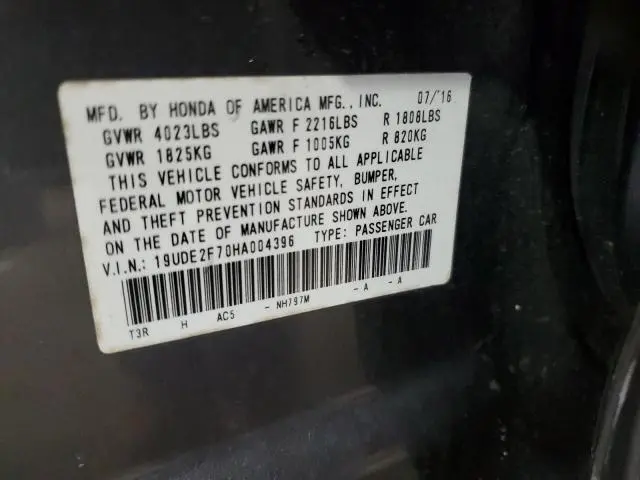 MFD. BY HONDA OF AMERICA MFG., INC. 07/'16
GVWR 4023LBS GAWR F 2216LBS R 1808LBS
GVWR 1825KG GAWR F 1005KG R 820KG
THIS VEHICLE CONFORMS TO ALL APPLICABLE
FEDERAL MOTOR VEHICLE SAFETY, BUMPER,
AND THEFT PREVENTION STANDARDS IN EFFECT
ON THE DATE OF MANUFACTURE SHOWN ABOVE.
V.I.N.: 19UDE2F70HA004396 TYPE: PASSENGER CAR
T3R H AC5 - NH797M - A - A